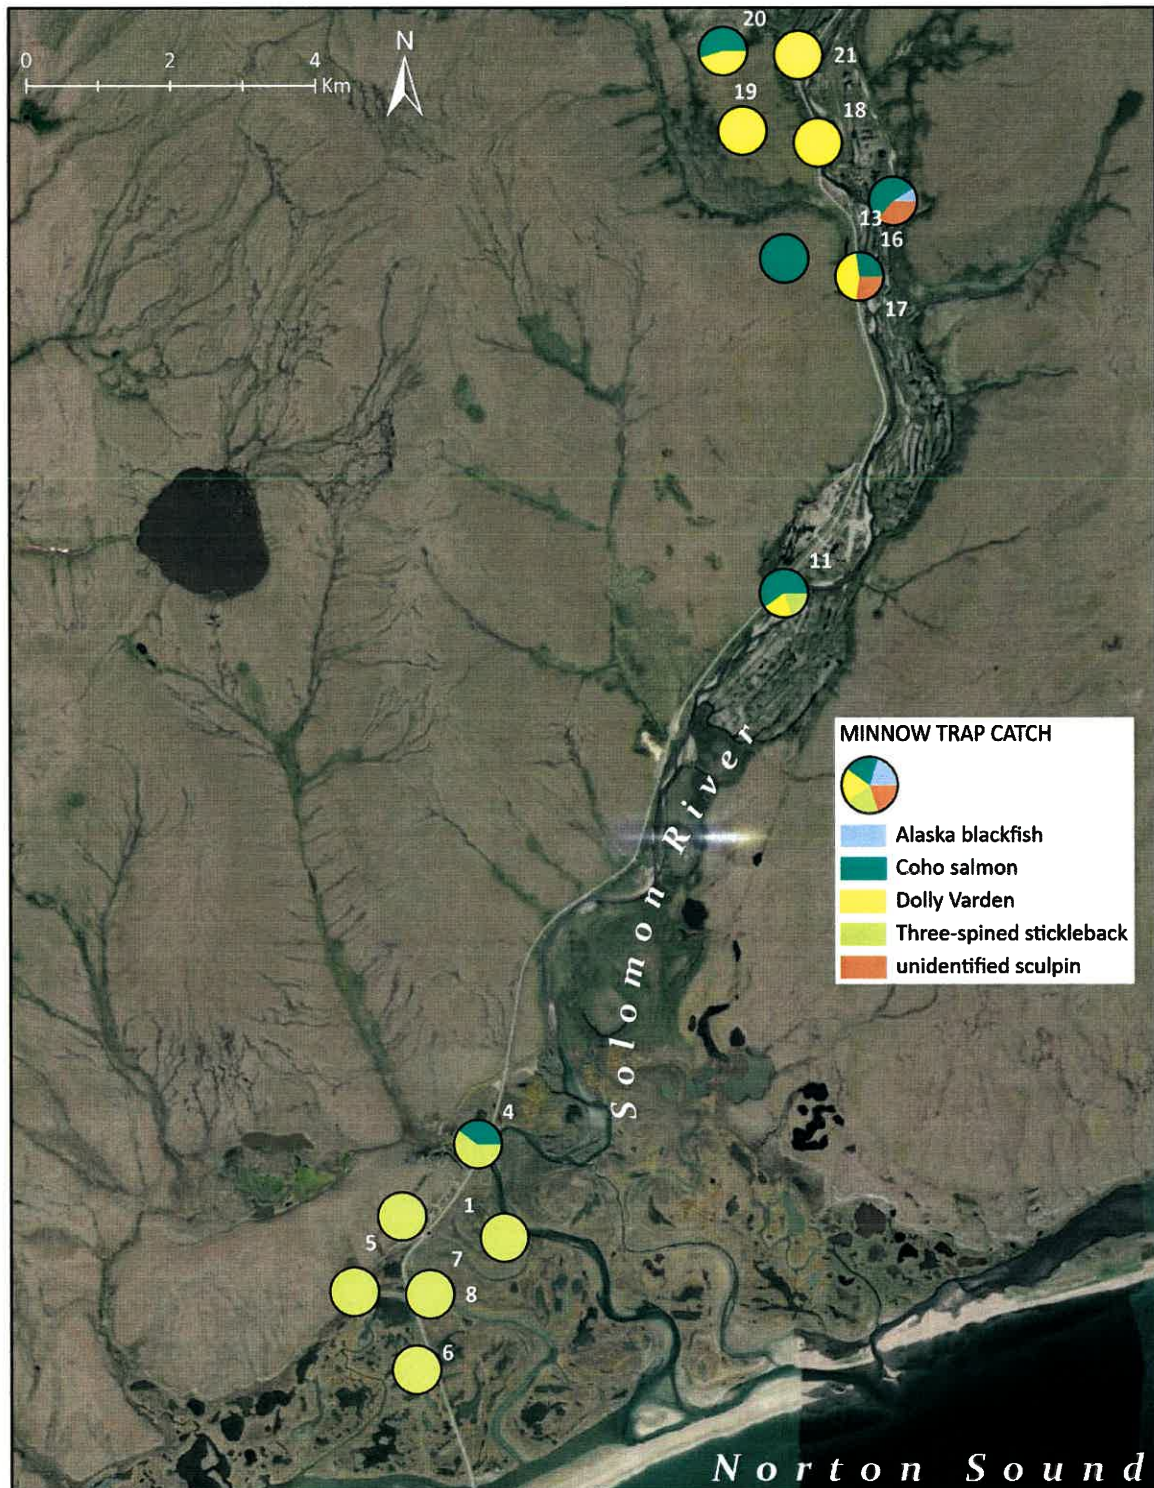 20
N
0 2 4
Km
21
19
18
13
16
17
11
MINNOW TRAP CATCH
Alaska blackfish
Coho salmon
Dolly Varden
Three-spined stickleback
unidentified sculpin
Solomon River
4
1
5
7
8
6
Norton Sound